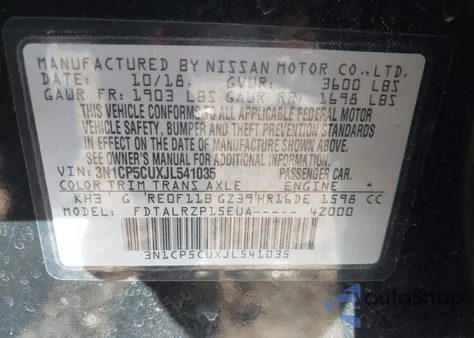 MANUFACTURED BY NISSAN MOTOR CO., LTD.
DATE: 10/18 GVWR: 3600 LBS
GAWR FR: 1903 LBS GAWR RR: 1698 LBS
THIS VEHICLE CONFORMS TO ALL APPLICABLE FEDERAL MOTOR
VEHICLE SAFETY, BUMPER AND THEFT PREVENTION STANDARDS
IN EFFECT ON THE DATE OF MANUFACTURE SHOWN ABOVE.
SEE OWNER'S MANUAL FOR ADDITIONAL INFORMATION.
VIN: 3N1CP5CUXJL541035 PASSENGER CAR.
COLOR TRIM TRANS AXLE ENGINE
KH3 G RE0F11B GZ39 HR16DE 1598 CC
MODEL: FDTALRZP15EUA----- 4Z000
3N1CP5CUXJL541035
AutoSnap